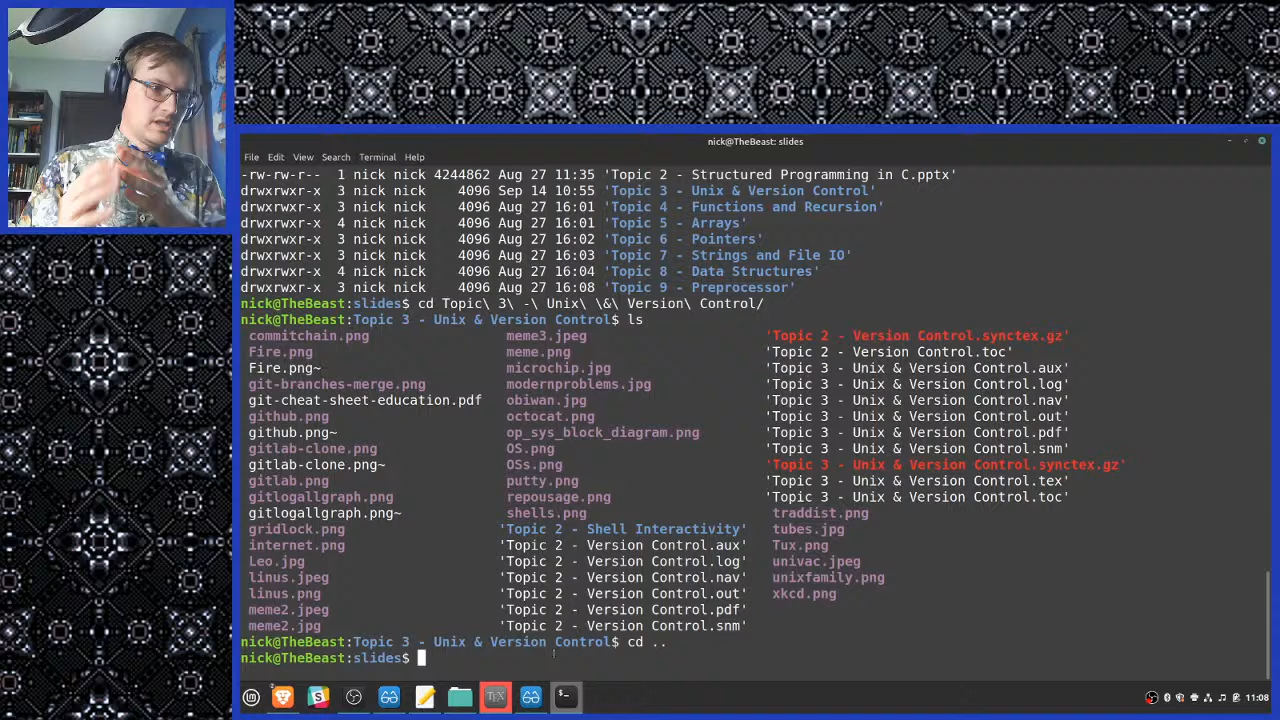 nick@TheBeast: slides
File Edit View Search Terminal Help
-rw-rw-r-- 1 nick nick 4244862 Aug 27 11:35 'Topic 2 - Structured Programming in C.pptx'
drwxrwxr-x 3 nick nick 4096 Sep 14 10:55 'Topic 3 - Unix & Version Control'
drwxrwxr-x 3 nick nick 4096 Aug 27 16:01 'Topic 4 - Functions and Recursion'
drwxrwxr-x 4 nick nick 4096 Aug 27 16:01 'Topic 5 - Arrays'
drwxrwxr-x 3 nick nick 4096 Aug 27 16:02 'Topic 6 - Pointers'
drwxrwxr-x 3 nick nick 4096 Aug 27 16:03 'Topic 7 - Strings and File IO'
drwxrwxr-x 4 nick nick 4096 Aug 27 16:04 'Topic 8 - Data Structures'
drwxrwxr-x 3 nick nick 4096 Aug 27 16:08 'Topic 9 - Preprocessor'
nick@TheBeast:slides$ cd Topic\ 3\ -\ Unix\ \&\ Version\ Control/
nick@TheBeast:Topic 3 - Unix & Version Control$ ls
commitchain.png meme3.jpeg 'Topic 2 - Version Control.synctex.gz'
Fire.png meme.png 'Topic 2 - Version Control.toc'
Fire.png~ microchip.jpg 'Topic 3 - Unix & Version Control.aux'
git-branches-merge.png modernproblems.jpg 'Topic 3 - Unix & Version Control.log'
git-cheat-sheet-education.pdf obiwan.jpg 'Topic 3 - Unix & Version Control.nav'
github.png octocat.png 'Topic 3 - Unix & Version Control.out'
github.png~ op_sys_block_diagram.png 'Topic 3 - Unix & Version Control.pdf'
gitlab-clone.png OS.png 'Topic 3 - Unix & Version Control.snm'
gitlab-clone.png~ OSs.png 'Topic 3 - Unix & Version Control.synctex.gz'
gitlab.png putty.png 'Topic 3 - Unix & Version Control.tex'
gitlogallgraph.png repousage.png 'Topic 3 - Unix & Version Control.toc'
gitlogallgraph.png~ shells.png traddist.png
gridlock.png 'Topic 2 - Shell Interactivity' tubes.jpg
internet.png 'Topic 2 - Version Control.aux' Tux.png
Leo.jpg 'Topic 2 - Version Control.log' univac.jpeg
linus.jpeg 'Topic 2 - Version Control.nav' unixfamily.png
linus.png 'Topic 2 - Version Control.out' xkcd.png
meme2.jpeg 'Topic 2 - Version Control.pdf'
meme2.jpg 'Topic 2 - Version Control.snm'
nick@TheBeast:Topic 3 - Unix & Version Control$ cd ..
nick@TheBeast:slides$
TEX
11:08